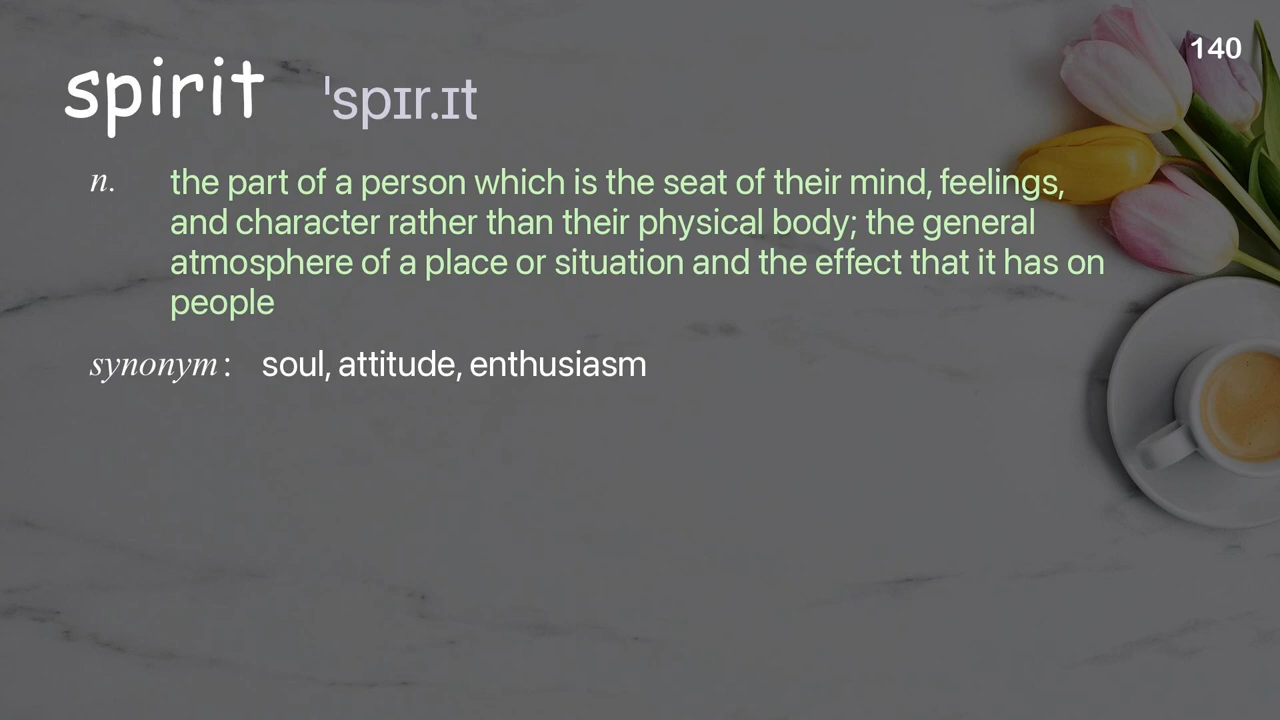 140
spirit ˈspɪr.ɪt
n. the part of a person which is the seat of their mind, feelings,
and character rather than their physical body; the general
atmosphere of a place or situation and the effect that it has on
people
synonym: soul, attitude, enthusiasm